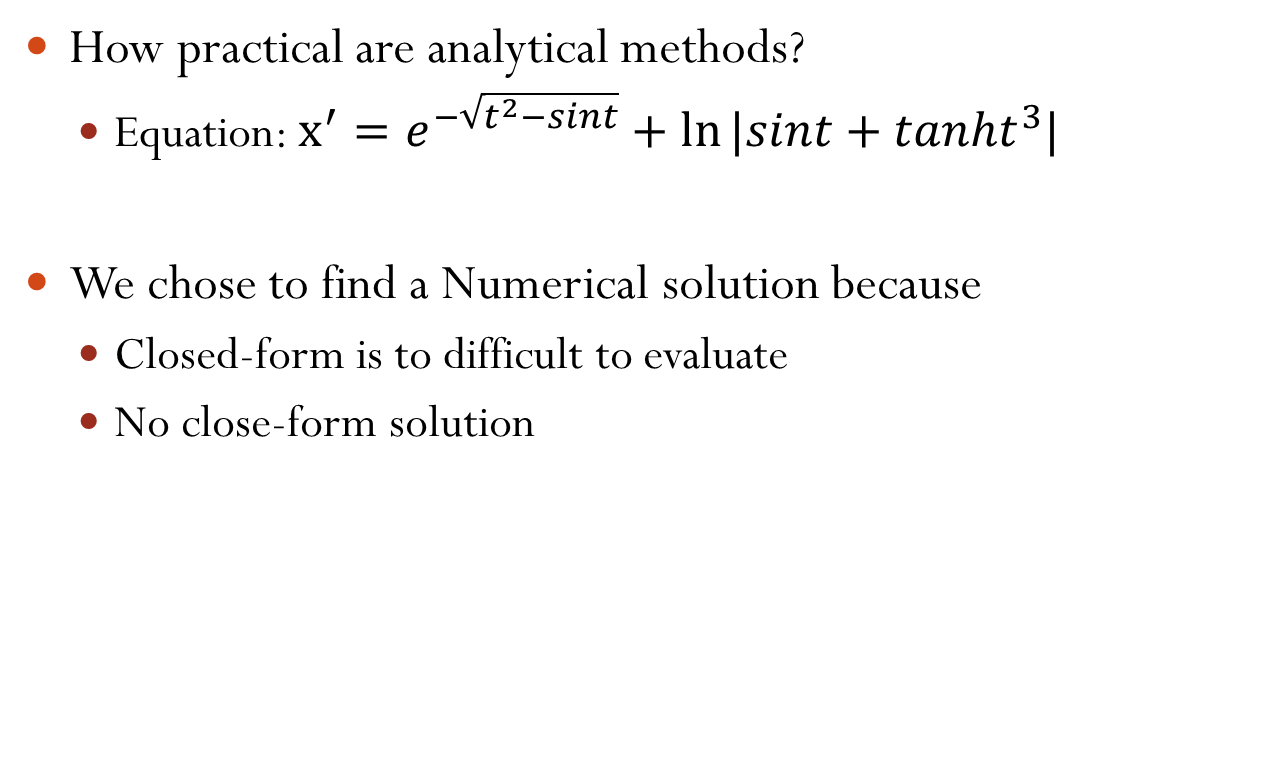 • How practical are analytical methods?
• Equation: x′ = e^{−√(t²−sint)} + ln|sint + tanht³|
• We chose to find a Numerical solution because
• Closed-form is to difficult to evaluate
• No close-form solution